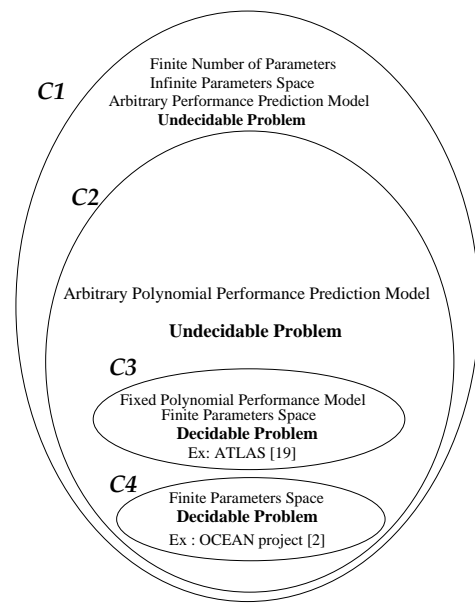 C1
Finite Number of Parameters
Infinite Parameters Space
Arbitrary Performance Prediction Model
Undecidable Problem
C2
Arbitrary Polynomial Performance Prediction Model
Undecidable Problem
C3
Fixed Polynomial Performance Model
Finite Parameters Space
Decidable Problem
Ex: ATLAS [19]
C4
Finite Parameters Space
Decidable Problem
Ex : OCEAN project [2]